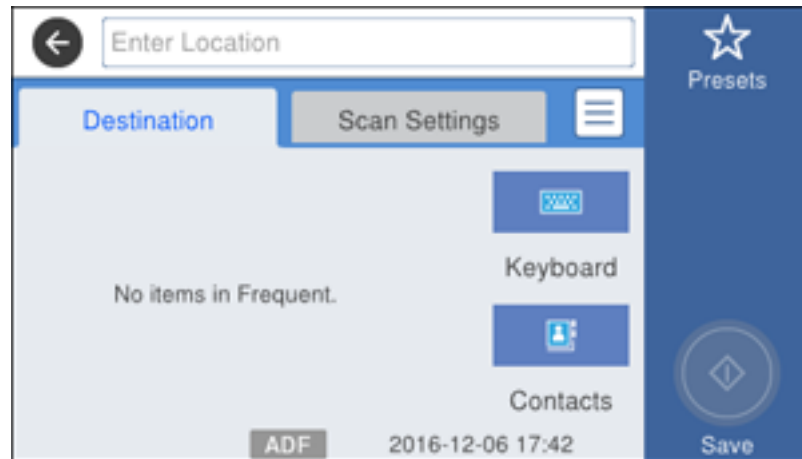 Enter Location
Presets
Destination
Scan Settings
Keyboard
No items in Frequent.
Contacts
ADF
2016-12-06 17:42
Save